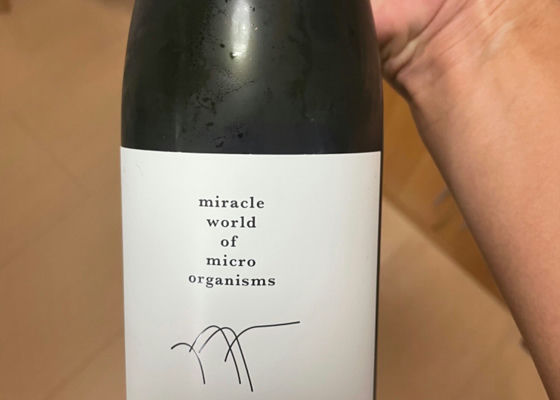 miracle
world
of
micro
organisms